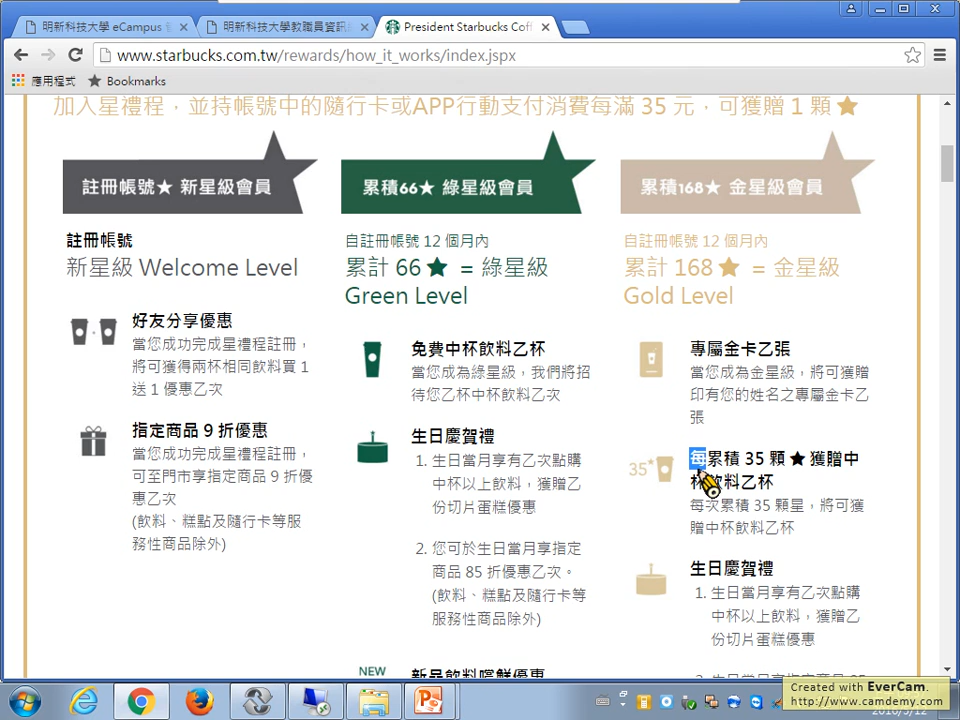 明新科技大學 eCampus
明新科技大學教職員資訊
President Starbucks Coff
www.starbucks.com.tw/rewards/how_it_works/index.jspx
應用程式
Bookmarks
加入星禮程，並持帳號中的隨行卡或APP行動支付消費每滿 35 元，可獲贈 1 顆★
註冊帳號★ 新星級會員
註冊帳號
新星級 Welcome Level
好友分享優惠
當您成功完成星禮程註冊，
將可獲得兩杯相同飲料買 1
送 1 優惠乙次
指定商品 9 折優惠
當您成功完成星禮程註冊，
可至門市享指定商品 9 折優
惠乙次
(飲料、糕點及隨行卡等服
務性商品除外)
累積66★ 綠星級會員
自註冊帳號 12 個月內
累計 66★ = 綠星級
Green Level
免費中杯飲料乙杯
當您成為綠星級，我們將招
待您乙杯中杯飲料乙次
生日慶賀禮
1. 生日當月享有乙次點購
中杯以上飲料，獲贈乙
份切片蛋糕優惠
2. 您可於生日當月享指定
商品 85 折優惠乙次。
(飲料、糕點及隨行卡等
服務性商品除外)
NEW
新品飲料嚐鮮優惠
累積168★ 金星級會員
自註冊帳號 12 個月內
累計 168★ = 金星級
Gold Level
專屬金卡乙張
當您成為金星級，將可獲贈
印有您的姓名之專屬金卡乙
張
35★
每累積 35 顆★獲贈中
杯飲料乙杯
每次累積 35 顆星，將可獲
贈中杯飲料乙杯
生日慶賀禮
1. 生日當月享有乙次點購
中杯以上飲料，獲贈乙
份切片蛋糕優惠
Created with EverCam.
http://www.camdemy.com